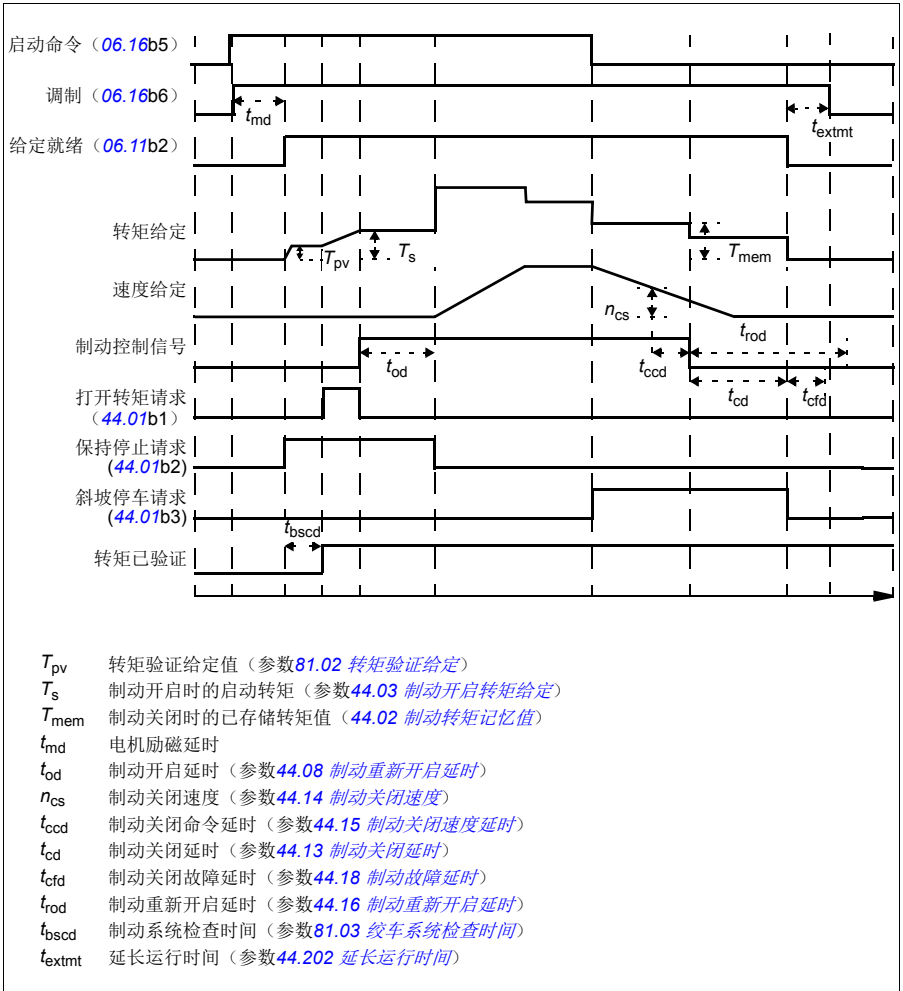 启动命令（06.16b5）
调制（06.16b6）
tmd
textmt
给定就绪（06.11b2）
转矩给定
Tpv
Ts
Tmem
速度给定
ncs
trod
制动控制信号
tod
tccd
tcd
tcfd
打开转矩请求
（44.01b1）
保持停止请求
(44.01b2)
斜坡停车请求
(44.01b3)
tbscd
转矩已验证
Tpv 转矩验证给定值（参数81.02 转矩验证给定）
Ts 制动开启时的启动转矩（参数44.03 制动开启转矩给定）
Tmem 制动关闭时的已存储转矩值（44.02 制动转矩记忆值）
tmd 电机励磁延时
tod 制动开启延时（参数44.08 制动重新开启延时）
ncs 制动关闭速度（参数44.14 制动关闭速度）
tccd 制动关闭命令延时（参数44.15 制动关闭速度延时）
tcd 制动关闭延时（参数44.13 制动关闭延时）
tcfd 制动关闭故障延时（参数44.18 制动故障延时）
trod 制动重新开启延时（参数44.16 制动重新开启延时）
tbscd 制动系统检查时间（参数81.03 绞车系统检查时间）
textmt 延长运行时间（参数44.202 延长运行时间）